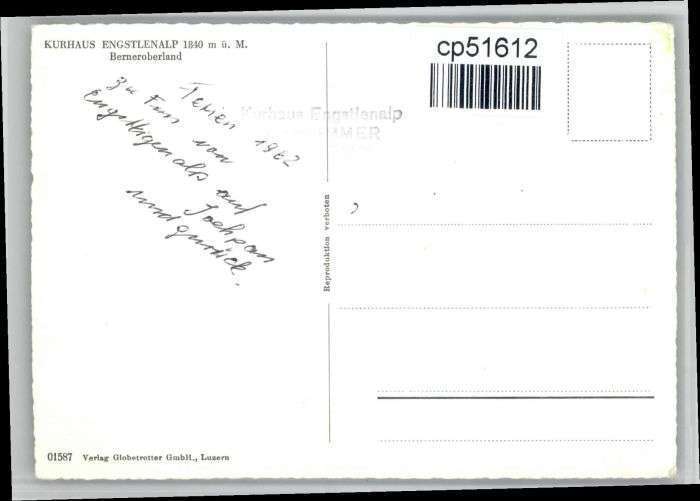 KURHAUS ENGSTLENALP 1840 m ü. M.
Berneroberland
cp51612
Kurhaus Engstlenalp
Ferien 1962
zu Fuss von
Engstligenalp auf
Jochpass
und zurück.
Reproduktion verboten
01587 Verlag Globetrotter GmbH., Luzern